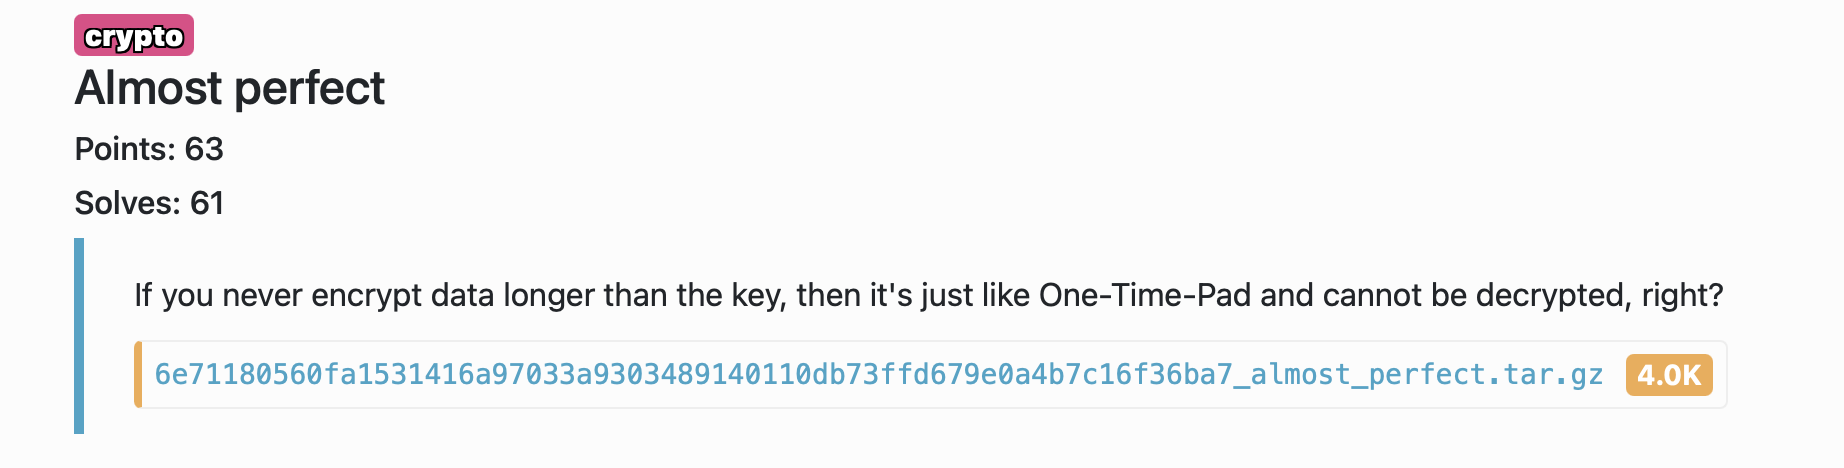 crypto
Almost perfect
Points: 63
Solves: 61
If you never encrypt data longer than the key, then it's just like One-Time-Pad and cannot be decrypted, right?
6e71180560fa1531416a97033a9303489140110db73ffd679e0a4b7c16f36ba7_almost_perfect.tar.gz 4.0K